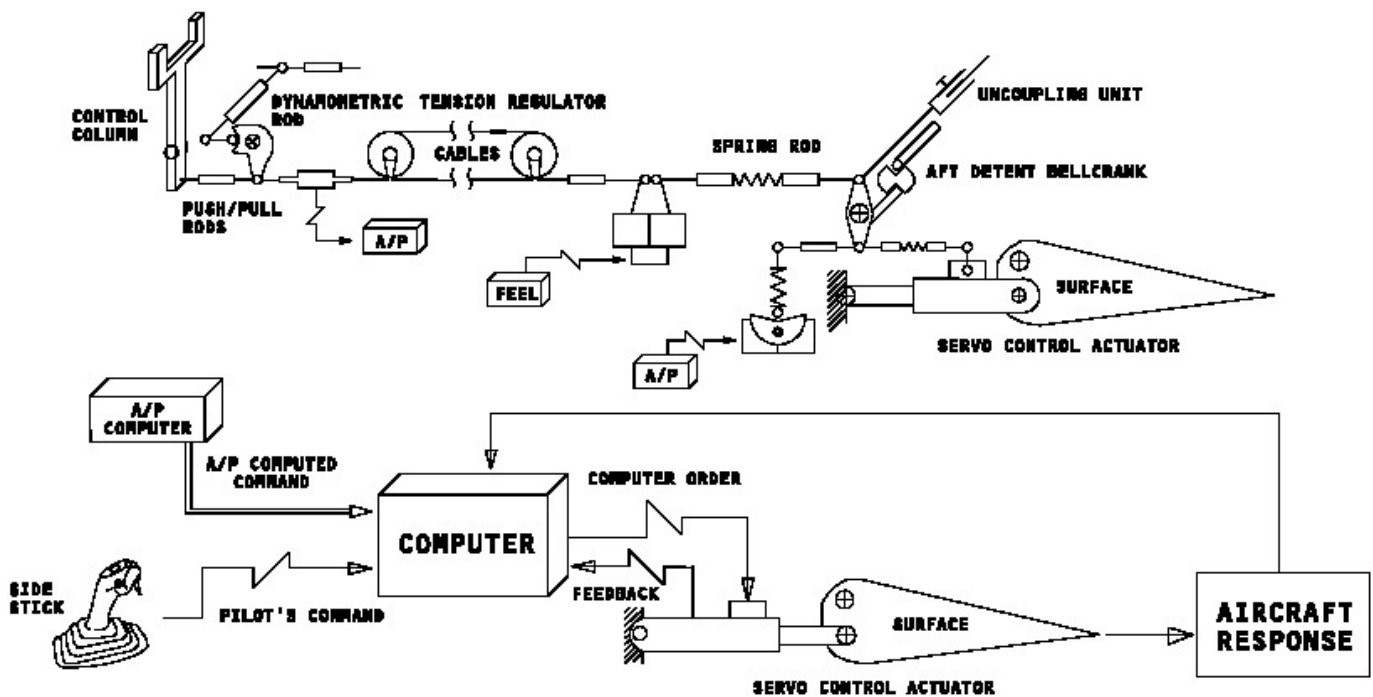 CONTROL
COLUMN
DYNAMOMETRIC TENSION REGULATOR
ROD
CABLES
PUSH/PULL
RODS
A/P
FEEL
SPRING ROD
UNCOUPLING UNIT
AFT DETENT BELLCRANK
A/P
SURFACE
SERVO CONTROL ACTUATOR
A/P
COMPUTER
A/P COMPUTED
COMMAND
COMPUTER
COMPUTER ORDER
FEEDBACK
SIDE
STICK
PILOT'S COMMAND
SURFACE
AIRCRAFT
RESPONSE
SERVO CONTROL ACTUATOR